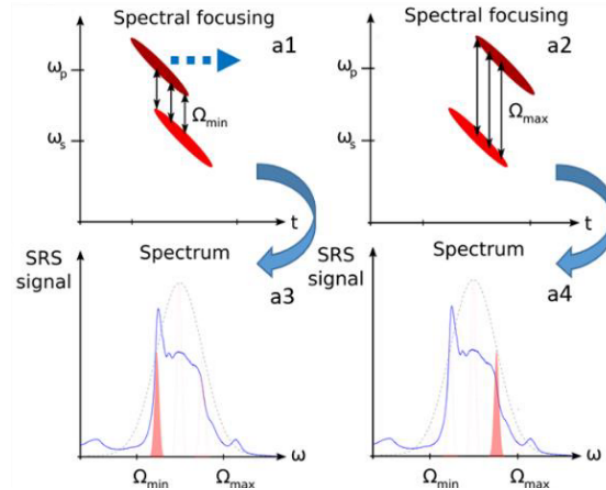 Spectral focusing
a1
ωp
Ωmin
ωs
t
Spectral focusing
a2
ωp
Ωmax
ωs
t
SRS
signal
Spectrum
a3
Ωmin
Ωmax
ω
SRS
signal
Spectrum
a4
Ωmin
Ωmax
ω